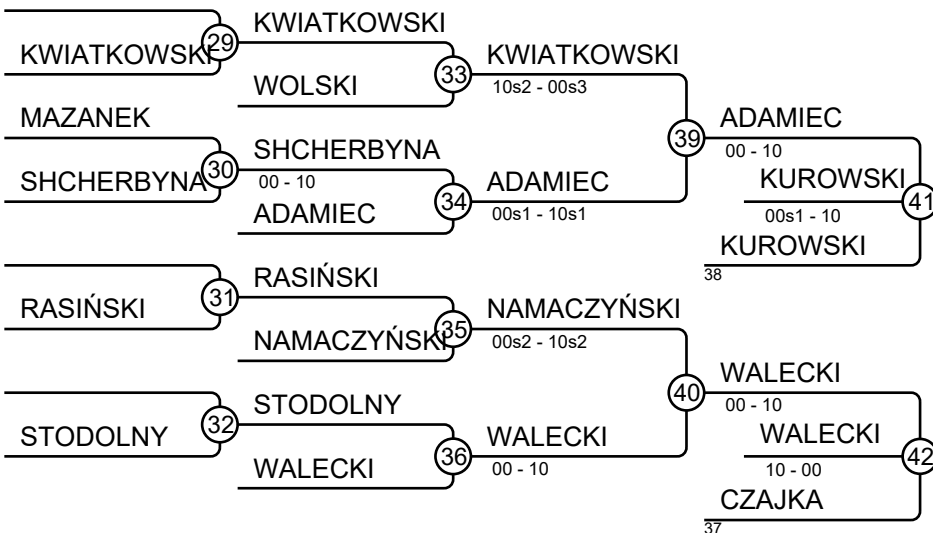 KWIATKOWSKI
29
KWIATKOWSKI
WOLSKI
33
KWIATKOWSKI
10s2 - 00s3
MAZANEK
SHCHERBYNA
30
SHCHERBYNA
00 - 10
ADAMIEC
34
ADAMIEC
00s1 - 10s1
39
ADAMIEC
00 - 10
KUROWSKI
00s1 - 10
41
KUROWSKI
38
RASIŃSKI
31
RASIŃSKI
NAMACZYŃSKI
35
NAMACZYŃSKI
00s2 - 10s2
STODOLNY
32
STODOLNY
WALECKI
36
WALECKI
00 - 10
40
WALECKI
00 - 10
WALECKI
10 - 00
42
CZAJKA
37